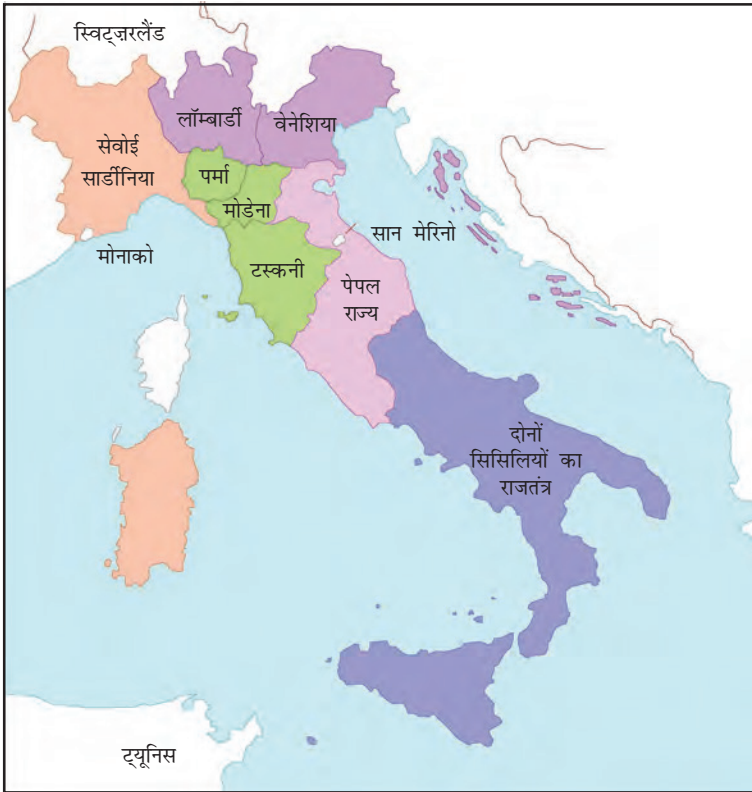 स्विट्ज़रलैंड
लॉम्बार्डी
वेनेशिया
सेवोई
सार्डीनिया
पर्मा
मोडेना
सान मेरिनो
मोनाको
टस्कनी
पेपल
राज्य
दोनों
सिसिलियों का
राजतंत्र
ट्यूनिस